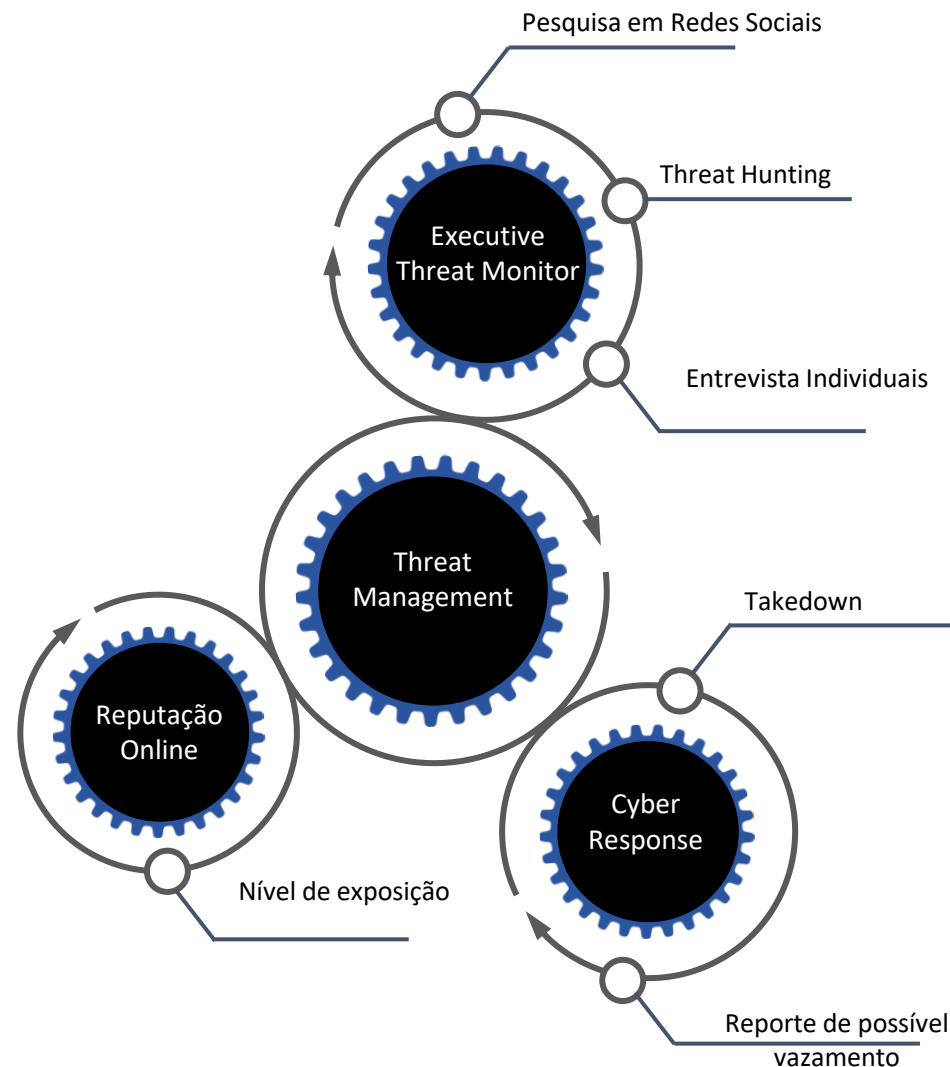 Pesquisa em Redes Sociais
Threat Hunting
Executive
Threat Monitor
Entrevista Individuais
Threat
Management
Takedown
Reputação
Online
Cyber
Response
Nível de exposição
Reporte de possível
vazamento